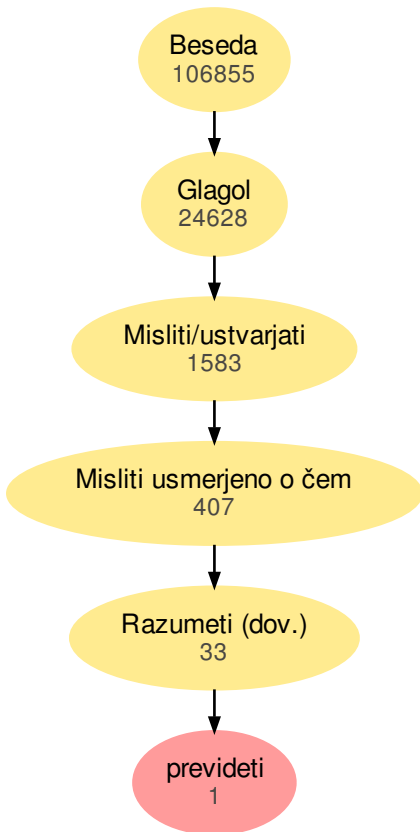 Beseda
106855
Glagol
24628
Misliti/ustvarjati
1583
Misliti usmerjeno o čem
407
Razumeti (dov.)
33
prevideti
1